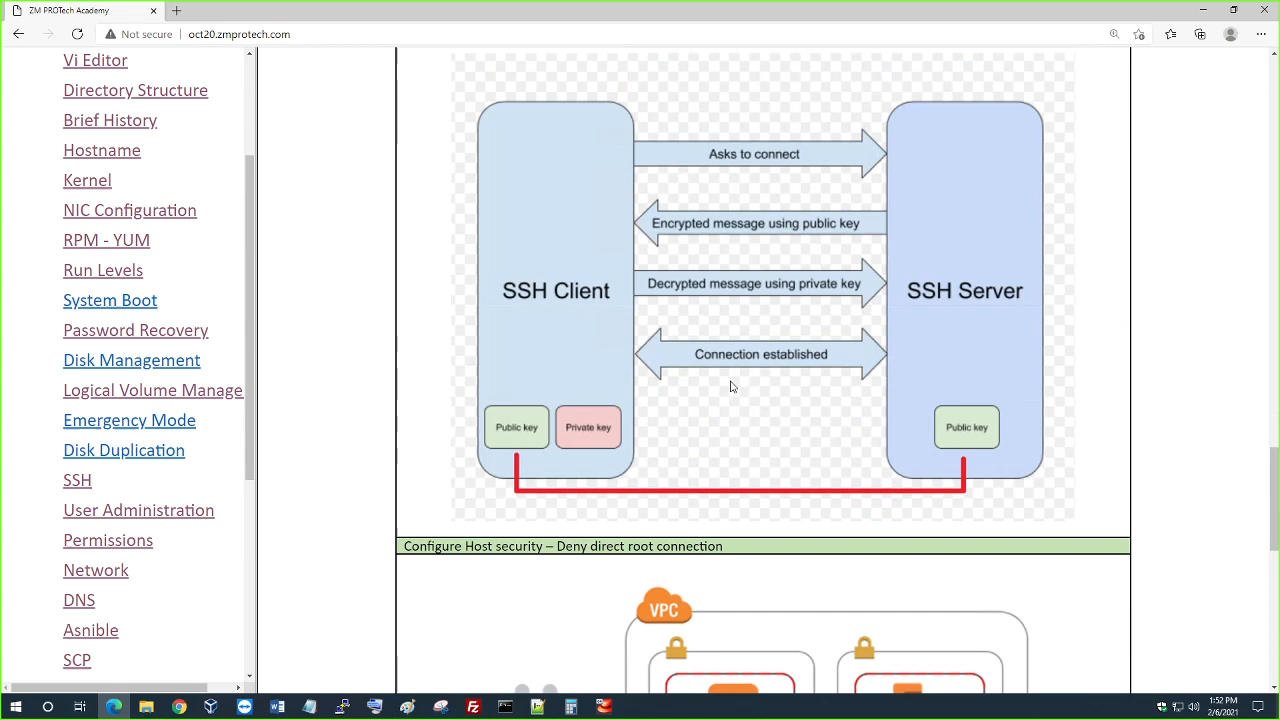 ZM PROTech Academy
Not secure
oct20.zmprotech.com
Vi Editor
Directory Structure
Brief History
Hostname
Kernel
NIC Configuration
RPM - YUM
Run Levels
System Boot
Password Recovery
Disk Management
Logical Volume Manage
Emergency Mode
Disk Duplication
SSH
User Administration
Permissions
Network
DNS
Asnible
SCP
Asks to connect
Encrypted message using public key
Decrypted message using private key
SSH Client
SSH Server
Connection established
Public key
Private key
Public key
Configure Host security – Deny direct root connection
VPC
1:52 PM
2/6/2021